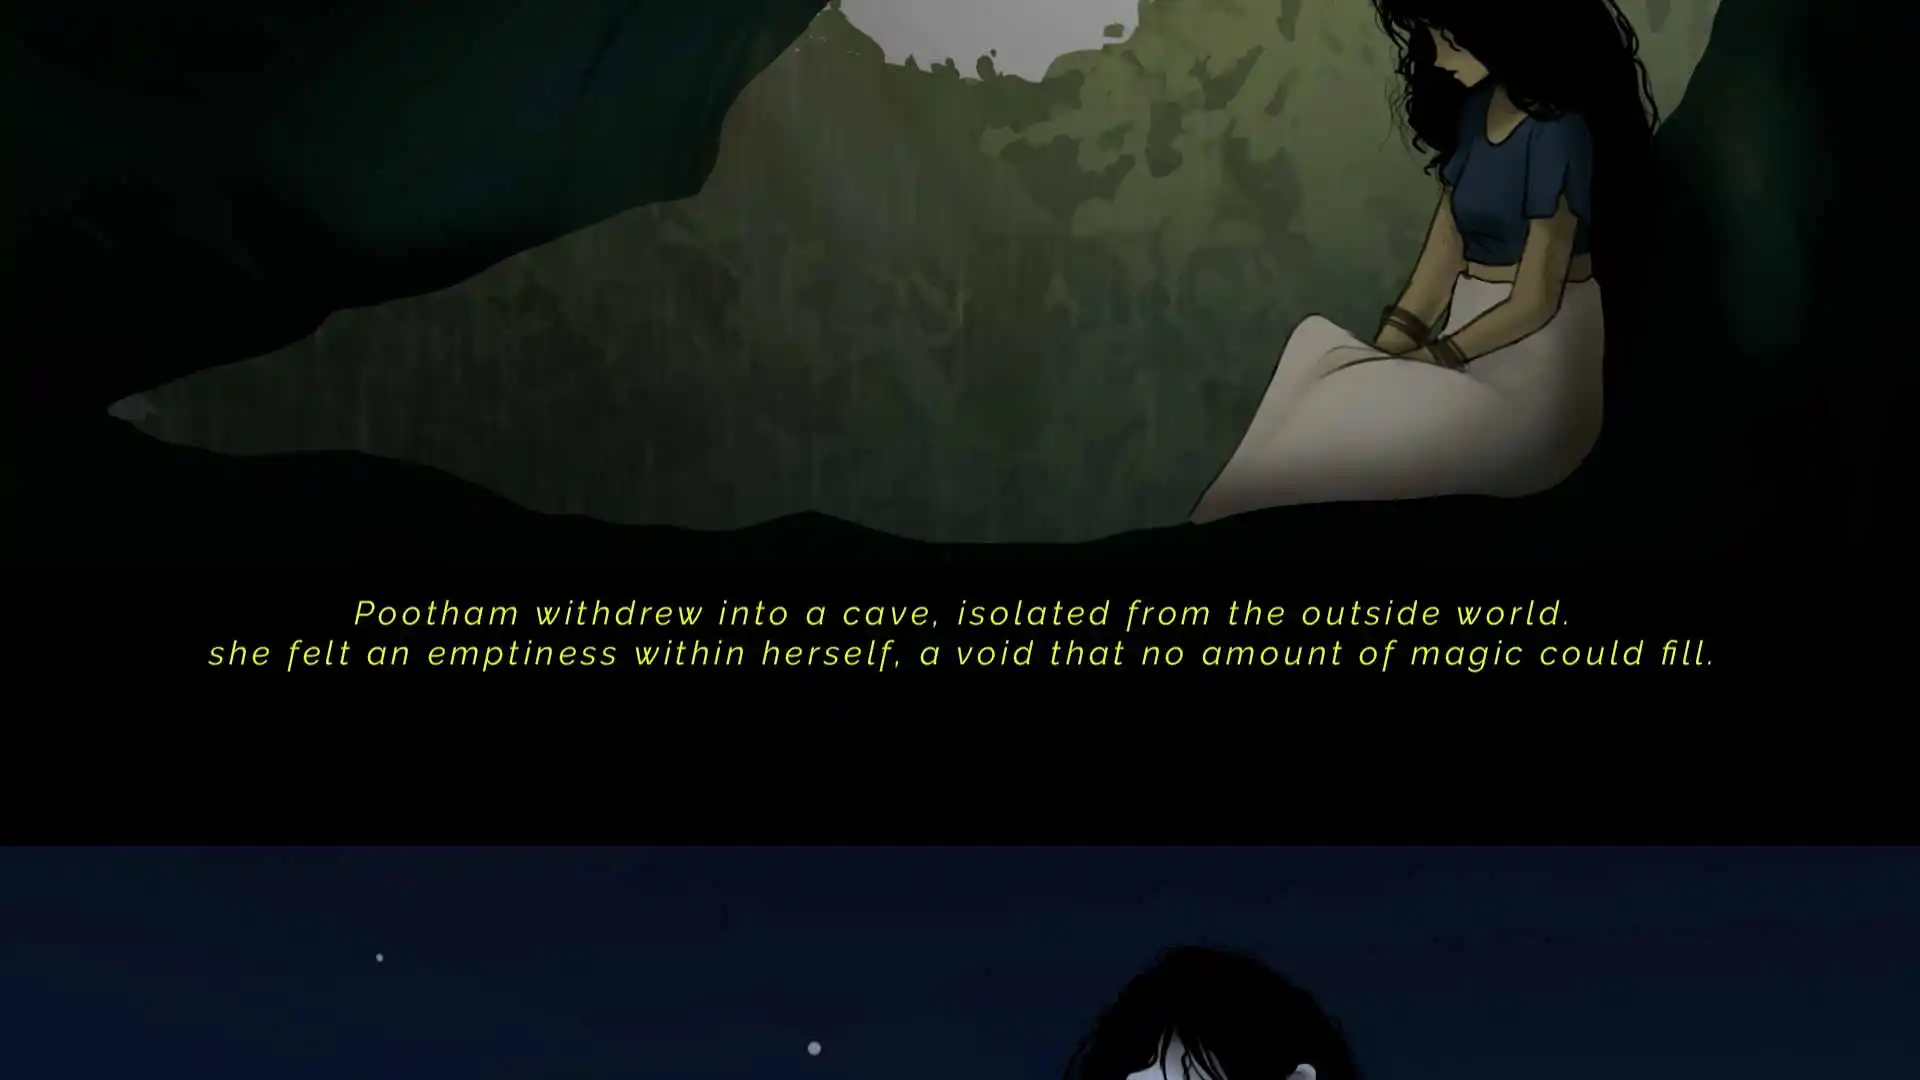 Pootham withdrew into a cave, isolated from the outside world.
she felt an emptiness within herself, a void that no amount of magic could fill.